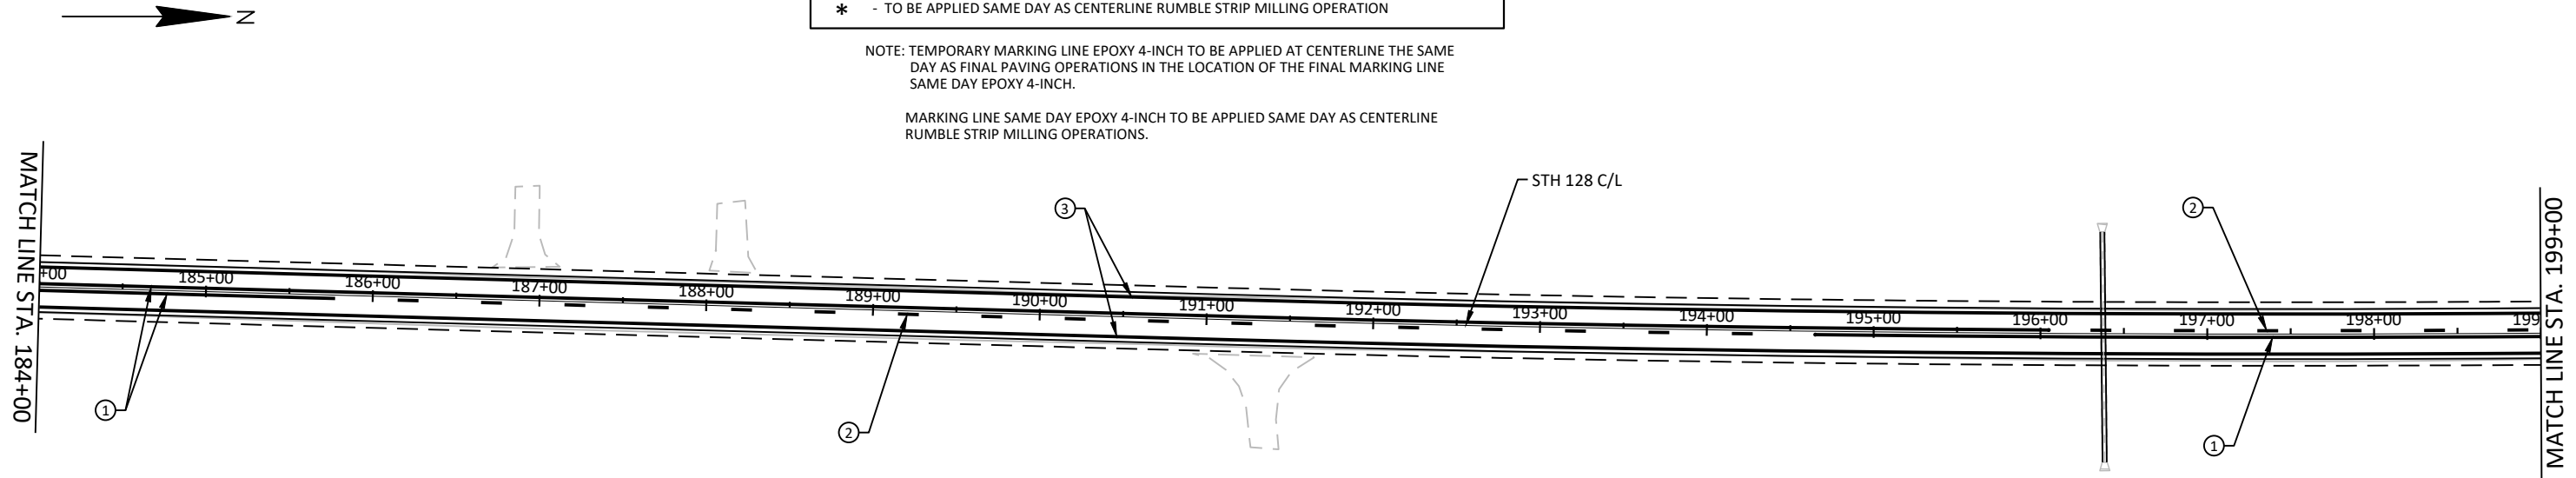 N
* - TO BE APPLIED SAME DAY AS CENTERLINE RUMBLE STRIP MILLING OPERATION
NOTE: TEMPORARY MARKING LINE EPOXY 4-INCH TO BE APPLIED AT CENTERLINE THE SAME
DAY AS FINAL PAVING OPERATIONS IN THE LOCATION OF THE FINAL MARKING LINE
SAME DAY EPOXY 4-INCH.
MARKING LINE SAME DAY EPOXY 4-INCH TO BE APPLIED SAME DAY AS CENTERLINE
RUMBLE STRIP MILLING OPERATIONS.
MATCH LINE STA. 184+00
STH 128 C/L
3
2
+00
185+00
186+00
187+00
188+00
189+00
190+00
191+00
192+00
193+00
194+00
195+00
196+00
197+00
198+00
199
1
2
1
MATCH LINE STA. 199+00